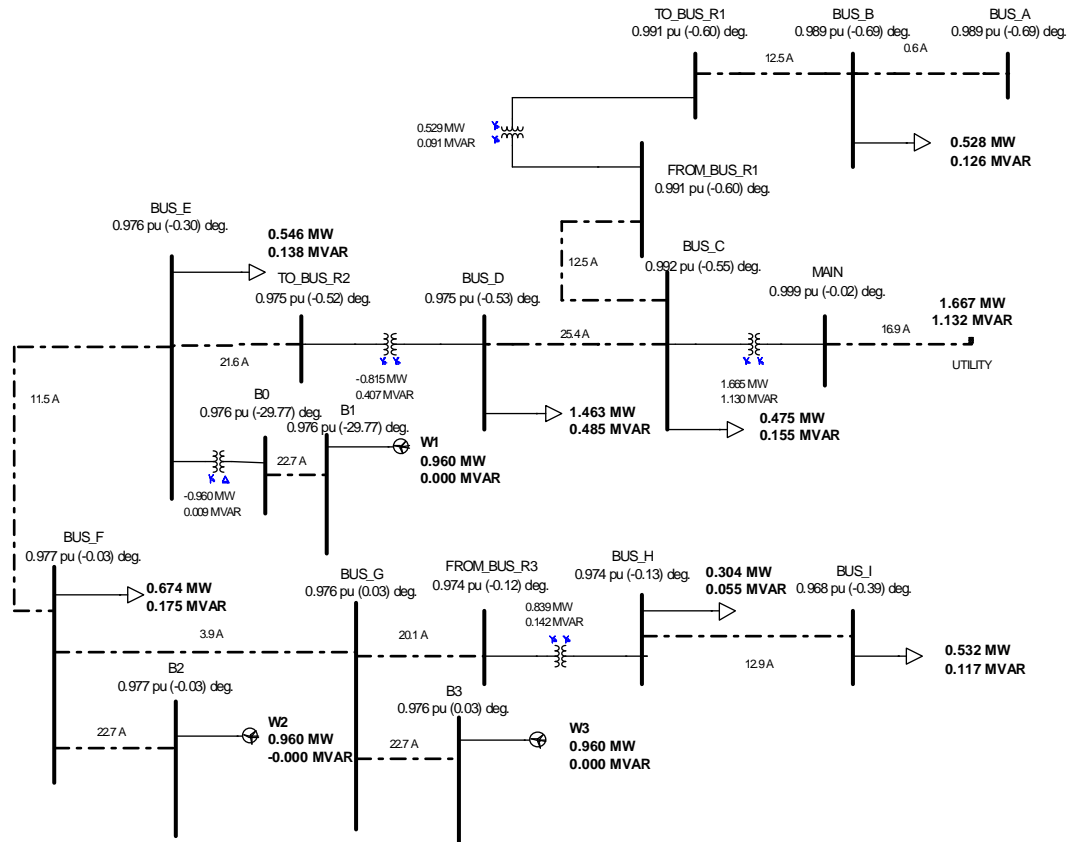 TO_BUS_R1
0.991 pu (-0.60) deg.
BUS_B
0.989 pu (-0.69) deg.
BUS_A
0.989 pu (-0.69) deg.
12.5 A
0.6 A
0.529 MW
0.091 MVAR
0.528 MW
0.126 MVAR
FROM_BUS_R1
0.991 pu (-0.60) deg.
BUS_E
0.976 pu (-0.30) deg.
0.546 MW
0.138 MVAR
12.5 A
BUS_C
0.992 pu (-0.55) deg.
TO_BUS_R2
0.975 pu (-0.52) deg.
BUS_D
0.975 pu (-0.53) deg.
MAIN
0.999 pu (-0.02) deg.
1.667 MW
1.132 MVAR
21.6 A
25.4 A
16.9 A
UTILITY
-0.815 MW
0.407 MVAR
1.665 MW
1.130 MVAR
11.5 A
B0
0.976 pu (-29.77) deg.
B1
0.976 pu (-29.77) deg.
1.463 MW
0.485 MVAR
0.475 MW
0.155 MVAR
W1
0.960 MW
0.000 MVAR
22.7 A
-0.960 MW
0.009 MVAR
BUS_F
0.977 pu (-0.03) deg.
0.674 MW
0.175 MVAR
BUS_G
0.976 pu (0.03) deg.
FROM_BUS_R3
0.974 pu (-0.12) deg.
BUS_H
0.974 pu (-0.13) deg.
0.304 MW
0.055 MVAR
BUS_I
0.968 pu (-0.39) deg.
0.839 MW
0.142 MVAR
3.9 A
20.1 A
12.9 A
0.532 MW
0.117 MVAR
B2
0.977 pu (-0.03) deg.
B3
0.976 pu (0.03) deg.
W2
0.960 MW
-0.000 MVAR
W3
0.960 MW
0.000 MVAR
22.7 A
22.7 A